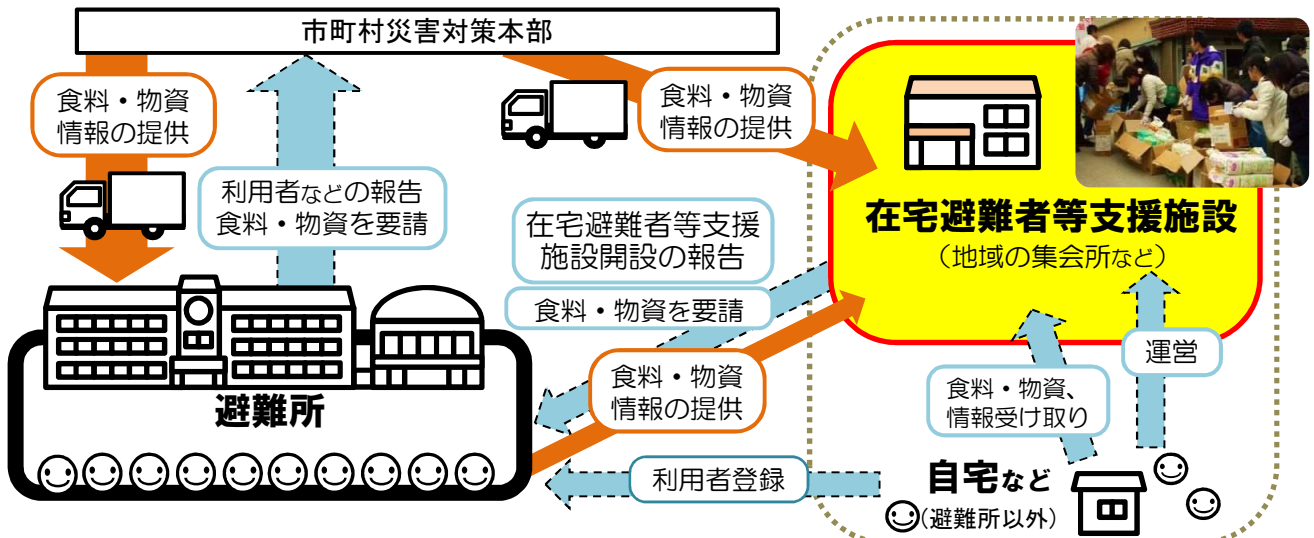 市町村災害対策本部
食料・物資
情報の提供
利用者などの報告
食料・物資を要請
食料・物資
情報の提供
在宅避難者等支援施設
（地域の集会所など）
在宅避難者等支援
施設開設の報告
食料・物資を要請
食料・物資
情報の提供
避難所
運営
食料・物資、
情報受け取り
利用者登録
自宅など
（避難所以外）